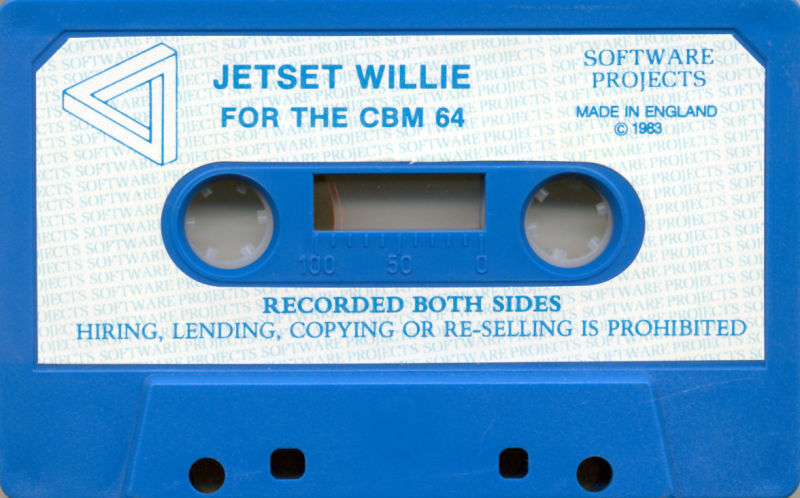 JETSET WILLIE
FOR THE CBM 64
SOFTWARE
PROJECTS
MADE IN ENGLAND
© 1983
100 50 0
RECORDED BOTH SIDES
HIRING, LENDING, COPYING OR RE-SELLING IS PROHIBITED